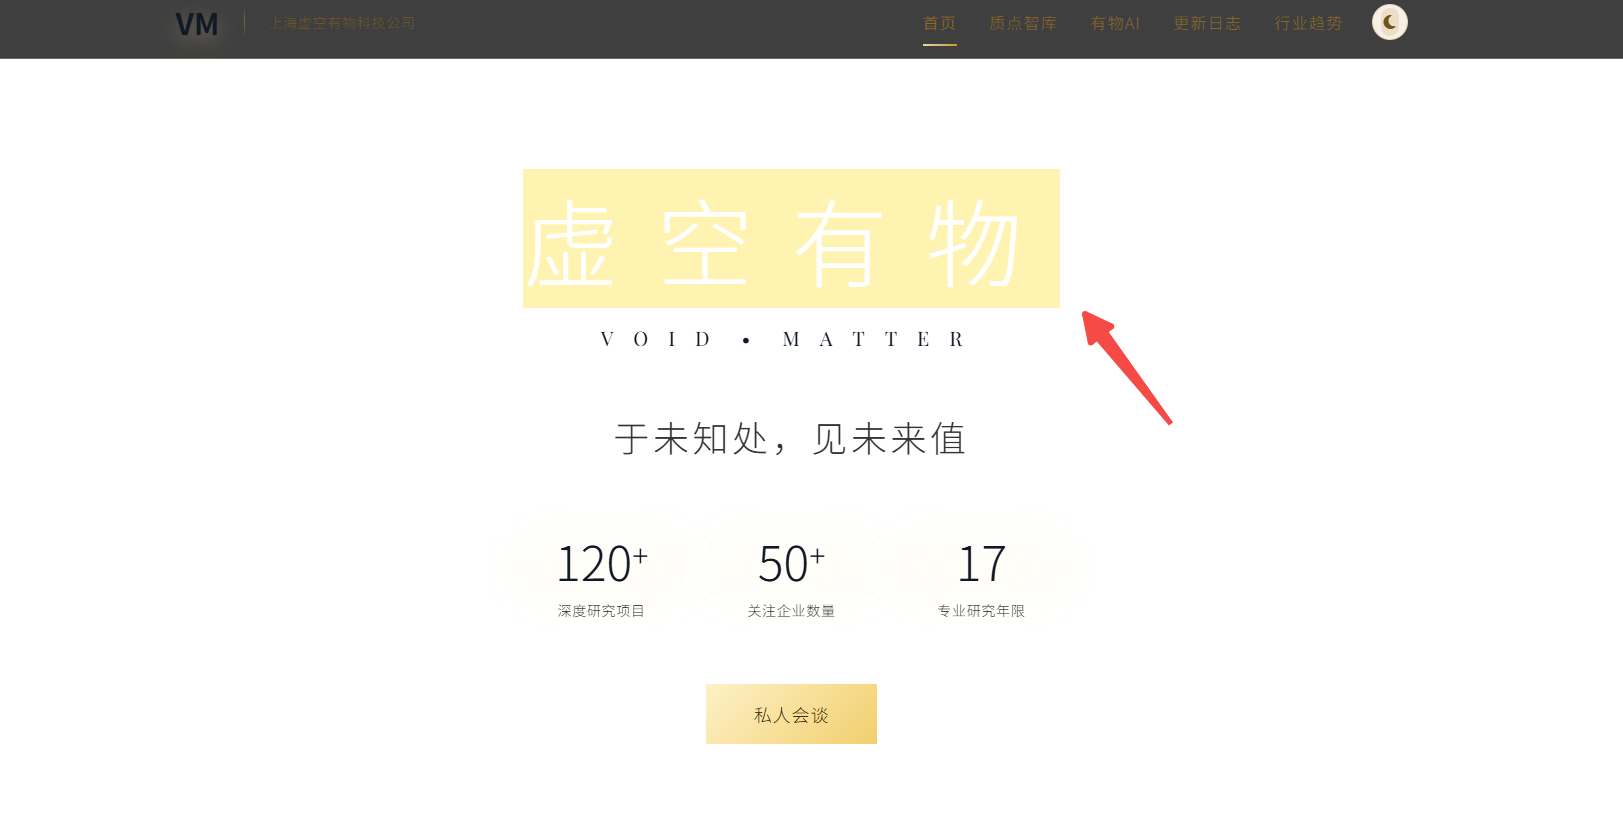 VM
上海虚空有物科技公司
首页 质点智库 有物AI 更新日志 行业趋势
虚空有物
VOID • MATTER
于未知处，见未来值
120+ 50+ 17
深度研究项目 关注企业数量 专业研究年限
私人会谈